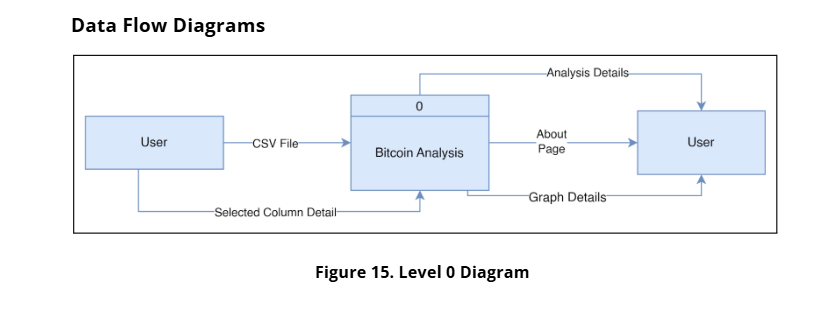 Data Flow Diagrams
Analysis Details
0
User
CSV File
Bitcoin Analysis
About
Page
User
Graph Details
Selected Column Detail
Figure 15. Level 0 Diagram